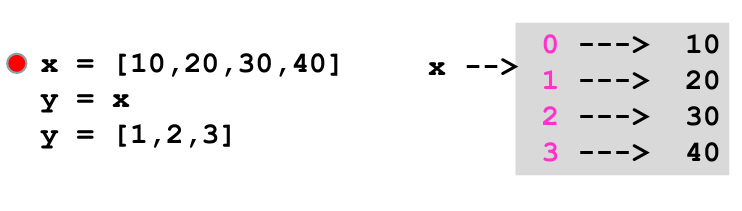 x = [10,20,30,40]
y = x
y = [1,2,3]
x -->
0 ---> 10
1 ---> 20
2 ---> 30
3 ---> 40